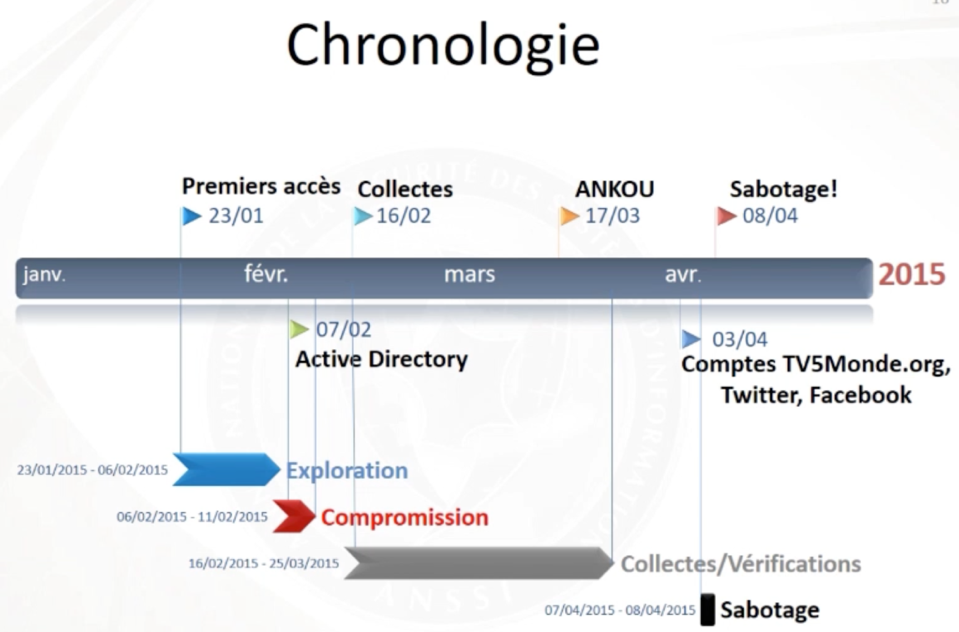 Chronologie
Premiers accès
23/01
Collectes
16/02
ANKOU
17/03
Sabotage!
08/04
janv.
févr.
mars
avr.
2015
07/02
Active Directory
03/04
Comptes TV5Monde.org,
Twitter, Facebook
23/01/2015 - 06/02/2015
Exploration
06/02/2015 - 11/02/2015
Compromission
16/02/2015 - 25/03/2015
Collectes/Vérifications
07/04/2015 - 08/04/2015
Sabotage
ANSSI